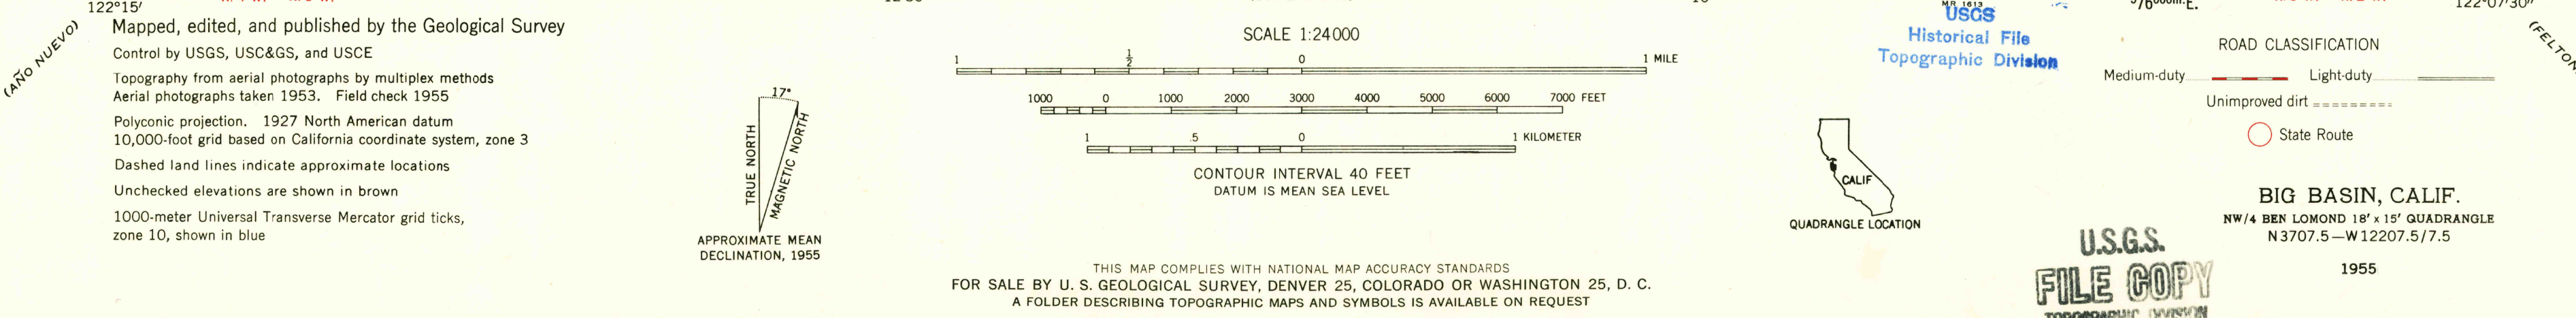 122°15′
(AÑO NUEVO)
Mapped, edited, and published by the Geological Survey
Control by USGS, USC&GS, and USCE
Topography from aerial photographs by multiplex methods
Aerial photographs taken 1953. Field check 1955
Polyconic projection. 1927 North American datum
10,000-foot grid based on California coordinate system, zone 3
Dashed land lines indicate approximate locations
Unchecked elevations are shown in brown
1000-meter Universal Transverse Mercator grid ticks,
zone 10, shown in blue
17°
TRUE NORTH
MAGNETIC NORTH
APPROXIMATE MEAN
DECLINATION, 1955
SCALE 1:24000
1 ½ 0 1 MILE
1000 0 1000 2000 3000 4000 5000 6000 7000 FEET
1 .5 0 1 KILOMETER
CONTOUR INTERVAL 40 FEET
DATUM IS MEAN SEA LEVEL
THIS MAP COMPLIES WITH NATIONAL MAP ACCURACY STANDARDS
FOR SALE BY U. S. GEOLOGICAL SURVEY, DENVER 25, COLORADO OR WASHINGTON 25, D. C.
A FOLDER DESCRIBING TOPOGRAPHIC MAPS AND SYMBOLS IS AVAILABLE ON REQUEST
MR 1613
USGS
Historical File
Topographic Division
CALIF
QUADRANGLE LOCATION
122°07′30″
(FELTON
ROAD CLASSIFICATION
Medium-duty Light-duty
Unimproved dirt
State Route
BIG BASIN, CALIF.
NW/4 BEN LOMOND 18′ x 15′ QUADRANGLE
N3707.5—W12207.5/7.5
1955
U.S.G.S.
FILE COPY
TOPOGRAPHIC DIVISION